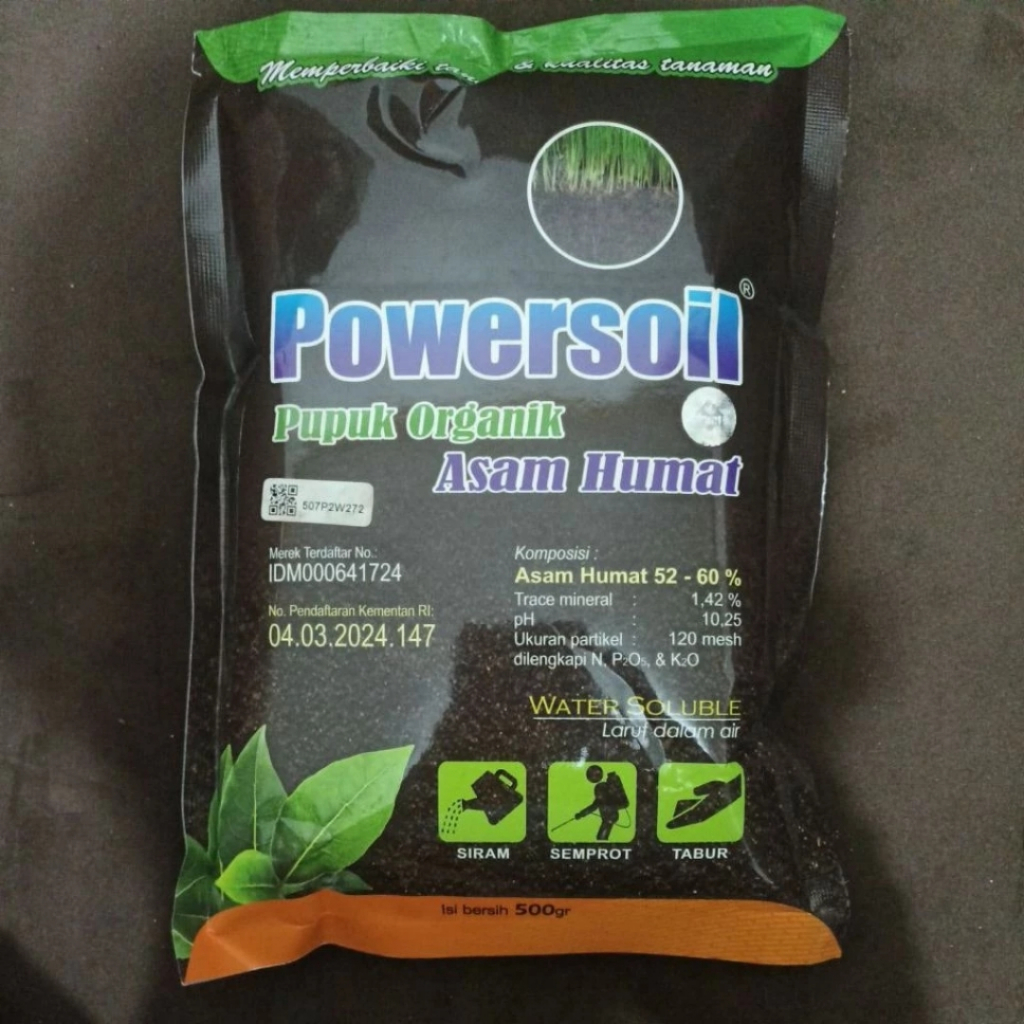 Memperbaiki & kualitas tanaman
Powersoil®
Pupuk Organik
Asam Humat
507P2W272
Merek Terdaftar No.:
IDM000641724
No. Pendaftaran Kementan RI:
04.03.2024.147
Komposisi :
Asam Humat 52 - 60 %
Trace mineral : 1,42 %
pH : 10,25
Ukuran partikel : 120 mesh
dilengkapi N, P₂O₅, & K₂O
WATER SOLUBLE
Larut dalam air
SIRAM
SEMPROT
TABUR
Isi bersih 500gr